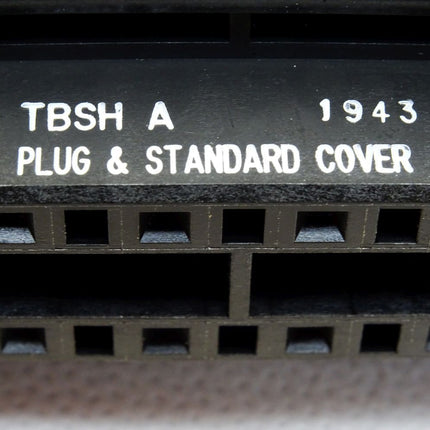 TBSH A 1943
PLUG & STANDARD COVER